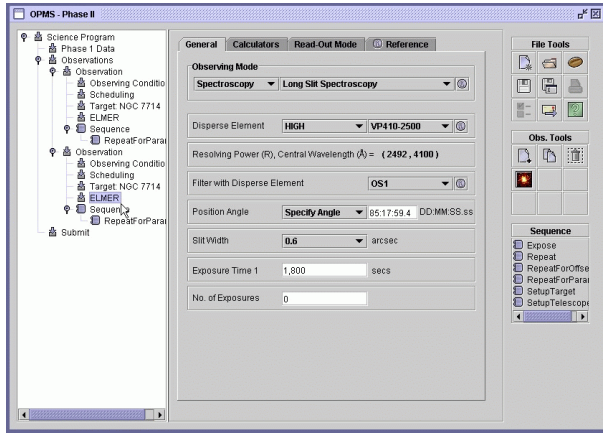 OPMS - Phase II
Science Program
Phase 1 Data
Observations
Observation
Observing Conditio
Scheduling
Target: NGC 7714
ELMER
Sequence
RepeatForParar
Observation
Observing Conditio
Scheduling
Target: NGC 7714
ELMER
Sequence
RepeatForParar
Submit
General Calculators Read-Out Mode Reference
Observing Mode
Spectroscopy Long Slit Spectroscopy
Disperse Element HIGH VP410-2500
Resolving Power (R), Central Wavelength (Å) = ( 2492 , 4100 )
Filter with Disperse Element OS1
Position Angle Specify Angle 85:17:59.4 DD:MM:SS.ss
Slit Width 0.6 arcsec
Exposure Time 1 1,800 secs
No. of Exposures 0
File Tools
Obs. Tools
Sequence
Expose
Repeat
RepeatForOffse
RepeatForParar
SetupTarget
SetupTelescope